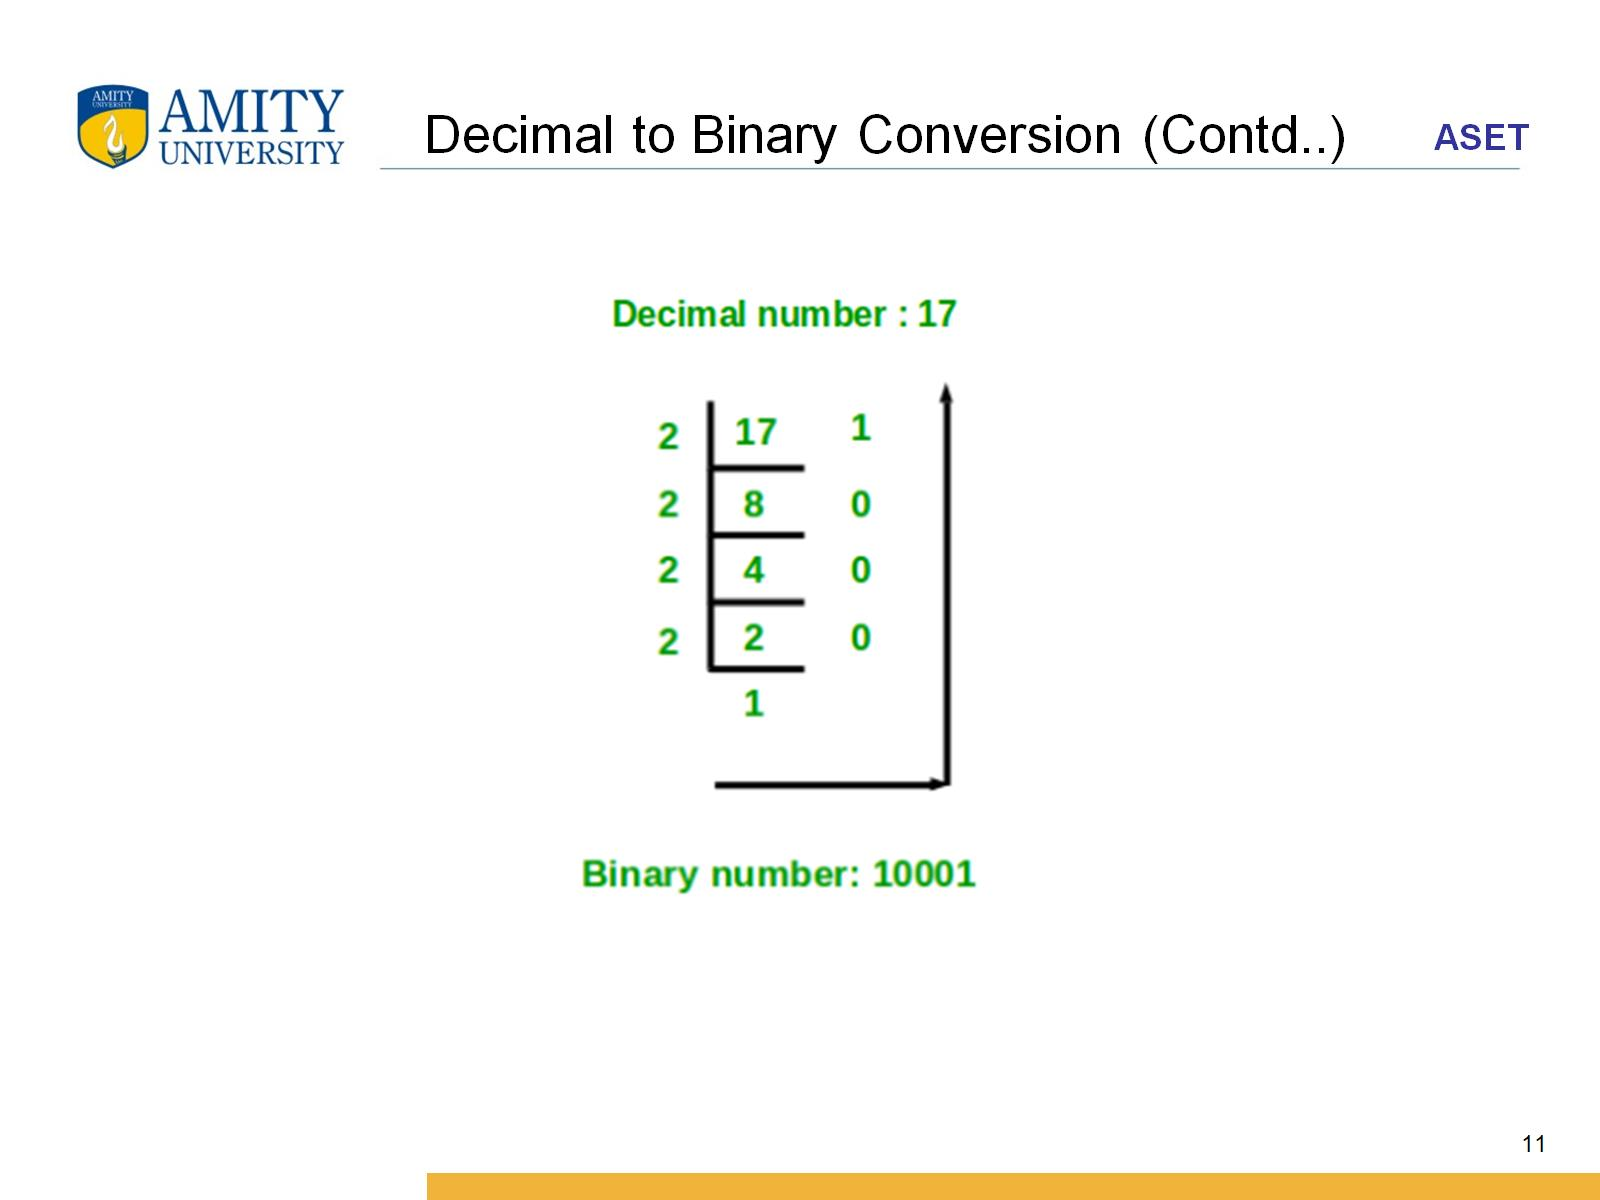 AMITY
UNIVERSITY
AMITY
UNIVERSITY
Decimal to Binary Conversion (Contd..)
ASET
Decimal number : 17
2 17 1
2 8 0
2 4 0
2 2 0
1
Binary number: 10001
11